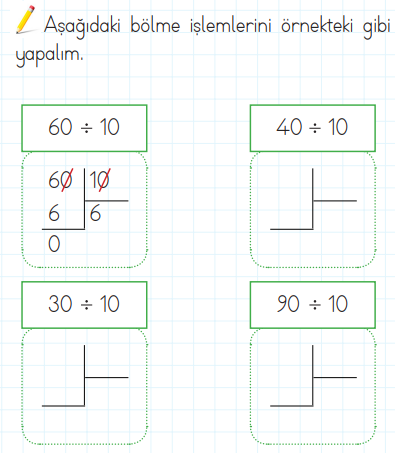 Aşağıdaki bölme işlemlerini örnekteki gibi
yapalım.
60 ÷ 10
40 ÷ 10
60 10
6 6
0
30 ÷ 10
90 ÷ 10